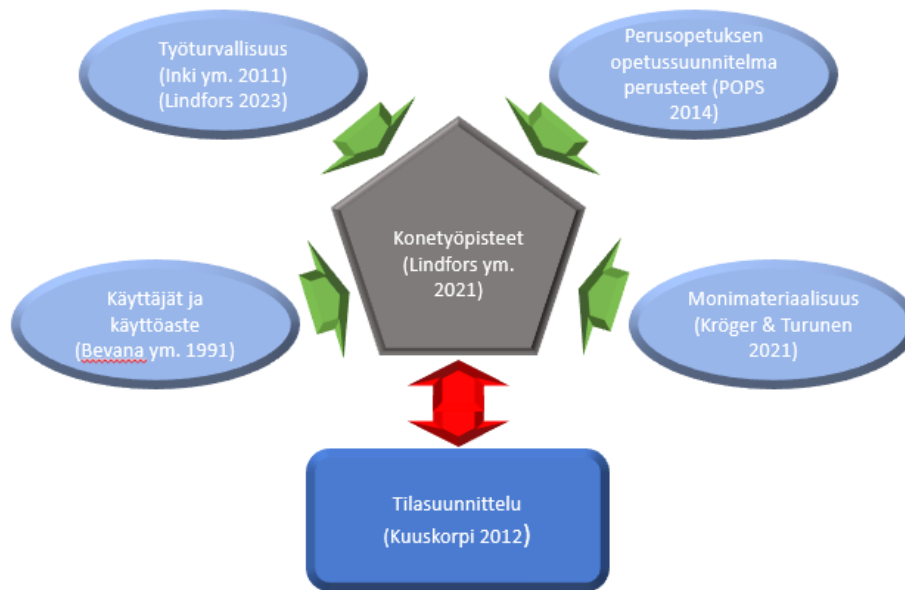 Työturvallisuus
(Inki ym. 2011)
(Lindfors 2023)
Perusopetuksen
opetussuunnitelma
perusteet (POPS
2014)
Konetyöpisteet
(Lindfors ym.
2021)
Käyttäjät ja
käyttöaste
(Bevana ym. 1991)
Monimateriaalisuus
(Kröger & Turunen
2021)
Tilasuunnittelu
(Kuuskorpi 2012)